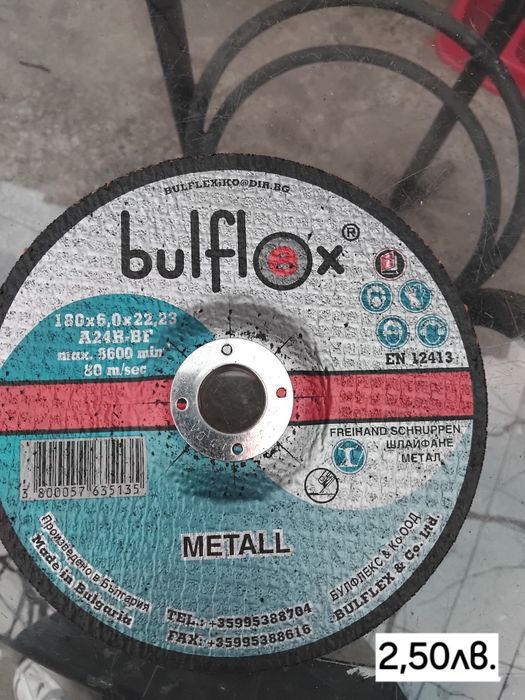 BULFLEXIKO@DIR.BG
bulflex®
180x6,0x22,23
A24R-BF
max. 8600 min
80 m/sec
EN 12413
FREIHAND SCHRUPPEN
ШЛАЙФАНЕ
МЕТАЛ
3 800057 635135
METALL
Произведено в България
Made in Bulgaria
БУЛФЛЕКС & Ко ООД
BULFLEX & Co. Ltd.
TEL.: +35995388704
FAX: +35995388616
2,50лв.